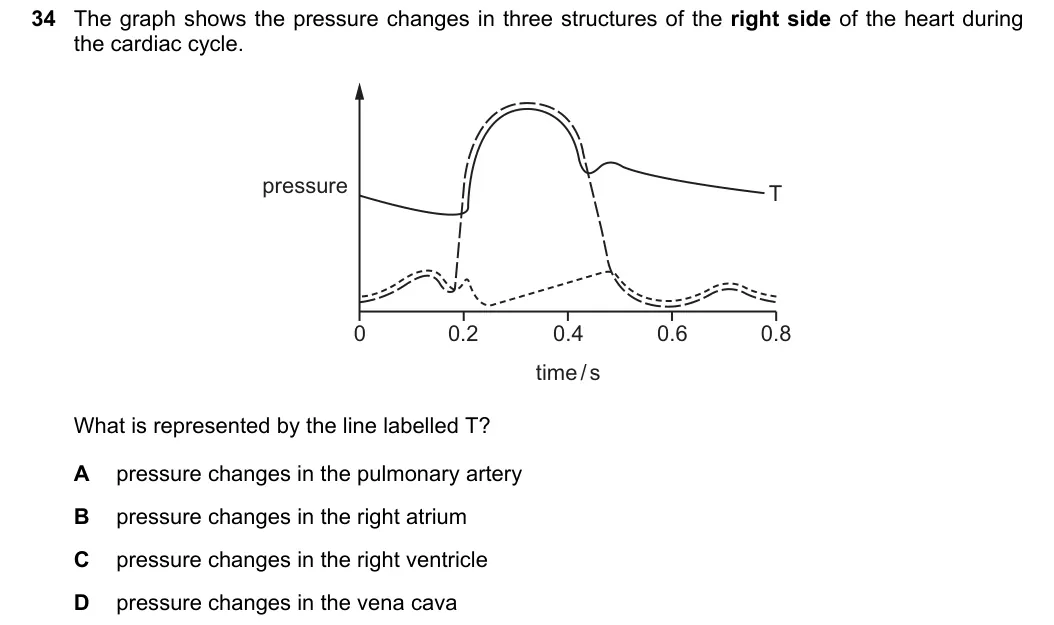 34 The graph shows the pressure changes in three structures of the right side of the heart during
the cardiac cycle.
pressure
T
0 0.2 0.4 0.6 0.8
time / s
What is represented by the line labelled T?
A pressure changes in the pulmonary artery
B pressure changes in the right atrium
C pressure changes in the right ventricle
D pressure changes in the vena cava